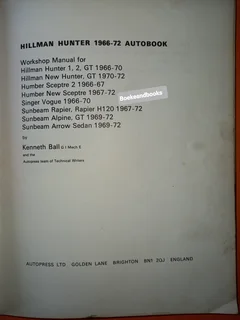 HILLMAN HUNTER 1966-72 AUTOBOOK
Workshop Manual for
Hillman Hunter 1, 2, GT 1966-70
Hillman New Hunter, GT 1970-72
Humber Sceptre 2 1966-67
Humber New Sceptre 1967-72
Booksandbooks
Singer Vogue 1966-70
Sunbeam Rapier, Rapier H120 1967-72
Sunbeam Alpine, GT 1969-72
Sunbeam Arrow Sedan 1969-72
by
Kenneth Ball
and the
Autopress team of Technical Writers
AUTOPRESS LTD GOLDEN LANE BRIGHTON BN1 2QJ ENGLAND